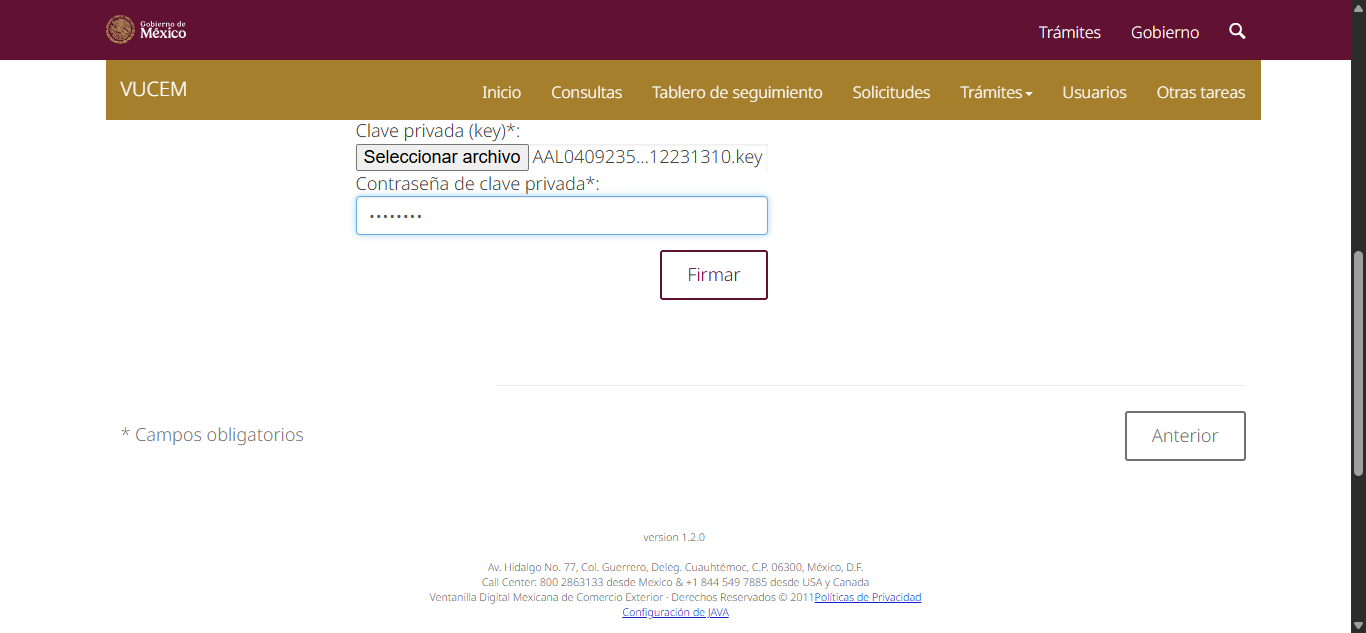 Gobierno de
México
Trámites Gobierno
VUCEM
Inicio Consultas Tablero de seguimiento Solicitudes Trámites Usuarios Otras tareas
Clave privada (key)*:
Seleccionar archivo AAL0409235...12231310.key
Contraseña de clave privada*:
••••••••
Firmar
* Campos obligatorios
Anterior
version 1.2.0
Av. Hidalgo No. 77, Col. Guerrero, Deleg. Cuauhtémoc, C.P. 06300, México, D.F.
Call Center: 800 2863133 desde Mexico & +1 844 549 7885 desde USA y Canada
Ventanilla Digital Mexicana de Comercio Exterior · Derechos Reservados © 2011Políticas de Privacidad
Configuración de JAVA